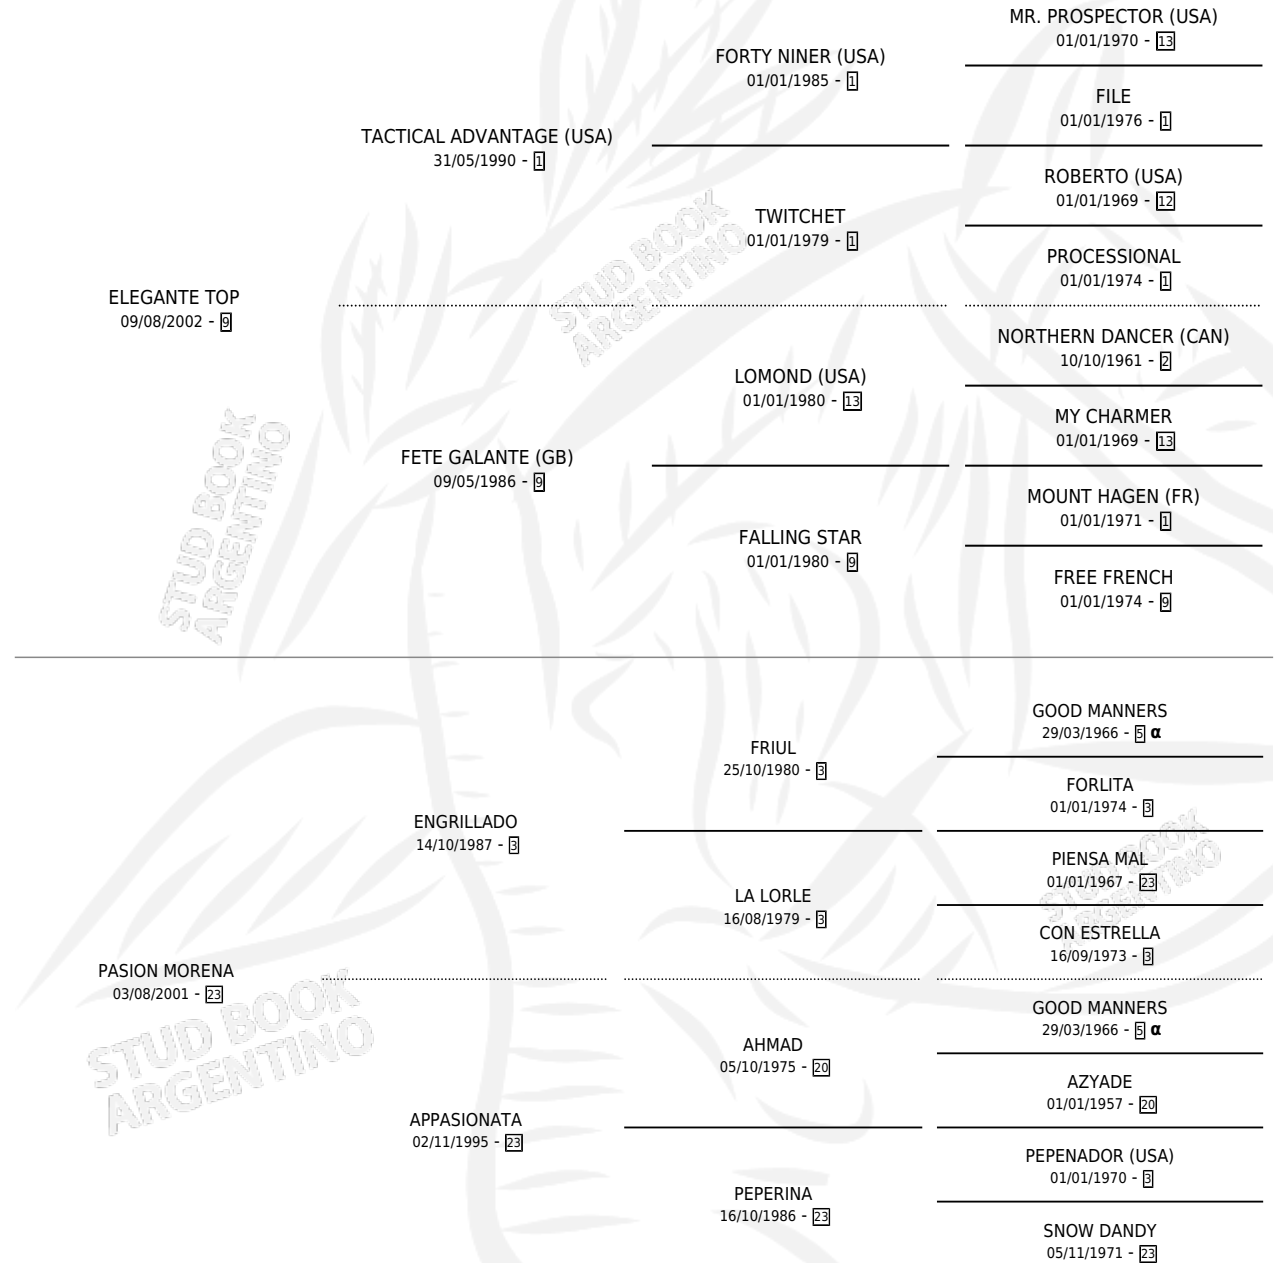 MR. PROSPECTOR (USA)
01/01/1970 - 13
FORTY NINER (USA)
01/01/1985 - 1
FILE
01/01/1976 - 1
TACTICAL ADVANTAGE (USA)
31/05/1990 - 1
ROBERTO (USA)
01/01/1969 - 12
TWITCHET
01/01/1979 - 1
PROCESSIONAL
01/01/1974 - 1
STUD BOOK
ARGENTINO
ELEGANTE TOP
09/08/2002 - 9
NORTHERN DANCER (CAN)
10/10/1961 - 2
LOMOND (USA)
01/01/1980 - 13
MY CHARMER
01/01/1969 - 13
FETE GALANTE (GB)
09/05/1986 - 9
MOUNT HAGEN (FR)
01/01/1971 - 1
FALLING STAR
01/01/1980 - 9
FREE FRENCH
01/01/1974 - 9
STUD BOOK
ARGENTINO
GOOD MANNERS
29/03/1966 - 5 α
FRIUL
25/10/1980 - 3
FORLITA
01/01/1974 - 3
ENGRILLADO
14/10/1987 - 3
PIENSA MAL
01/01/1967 - 23
LA LORLE
16/08/1979 - 3
CON ESTRELLA
16/09/1973 - 3
STUD BOOK
ARGENTINO
PASION MORENA
03/08/2001 - 23
GOOD MANNERS
29/03/1966 - 5 α
AHMAD
05/10/1975 - 20
AZYADE
01/01/1957 - 20
APPASIONATA
02/11/1995 - 23
PEPENADOR (USA)
01/01/1970 - 3
PEPERINA
16/10/1986 - 23
SNOW DANDY
05/11/1971 - 23
STUD BOOK
ARGENTINO